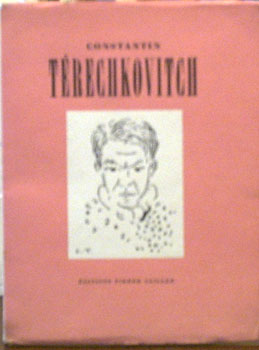 CONSTANTIN
TÉRECHKOVITCH
ÉDITIONS PIERRE CAILLER